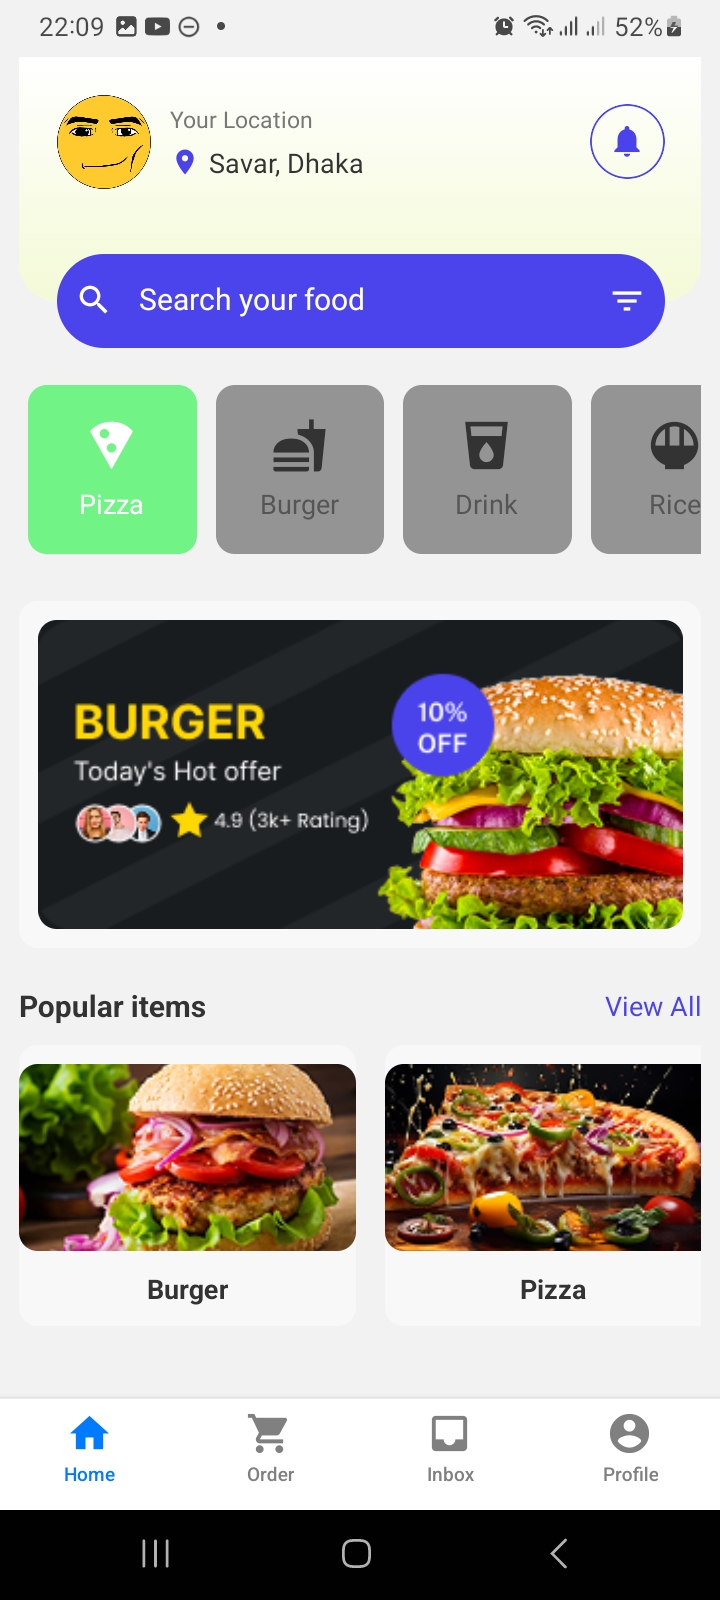 22:09
52%
Your Location
Savar, Dhaka
Search your food
Pizza
Burger
Drink
Rice
BURGER
Today's Hot offer
4.9 (3k+ Rating)
10%
OFF
Popular items
View All
Burger
Pizza
Home
Order
Inbox
Profile